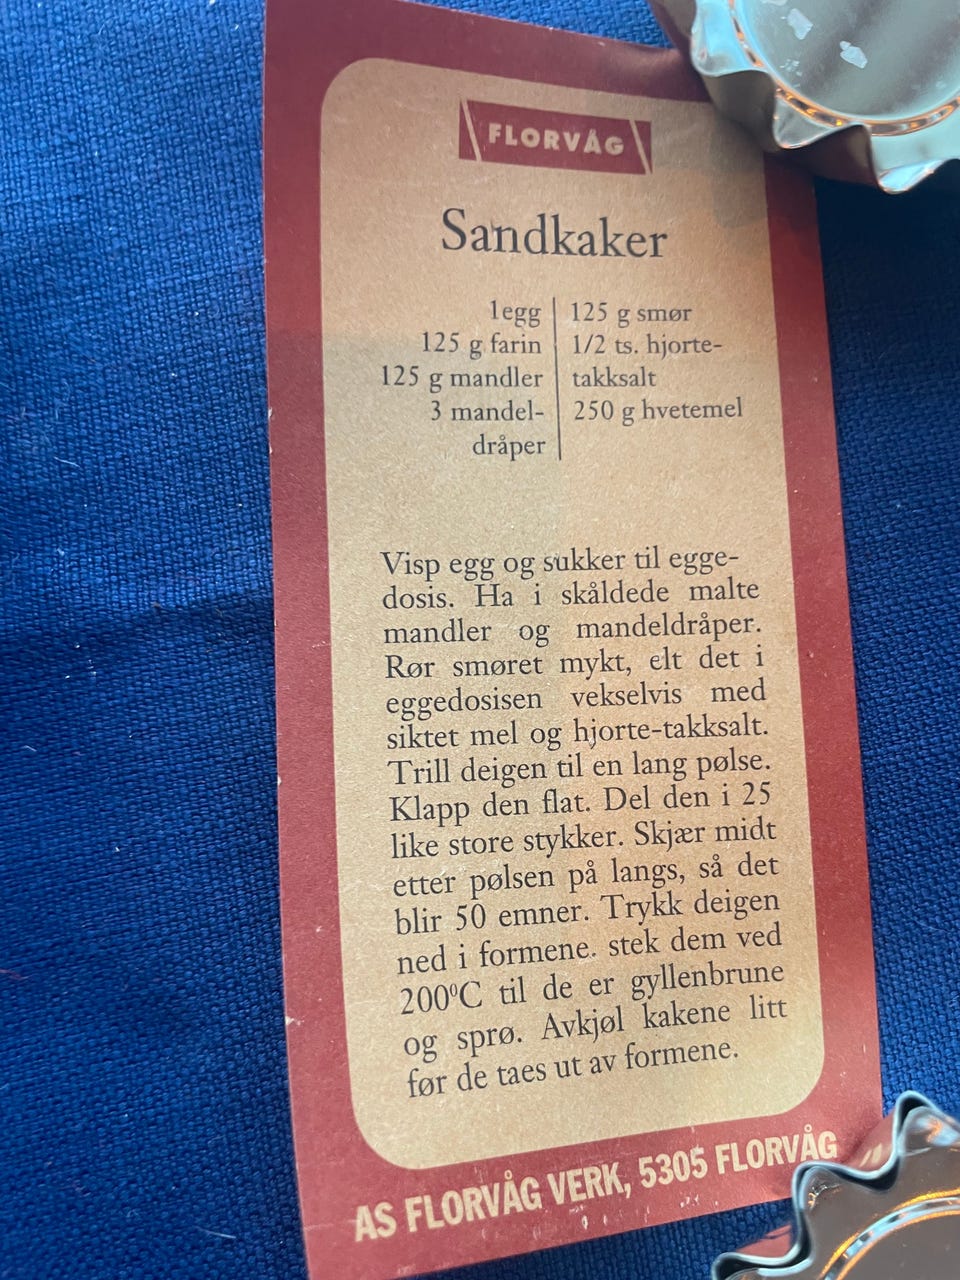 FLORVÅG
Sandkaker
1egg
125 g farin
125 g mandler
3 mandel-
dråper
125 g smør
1/2 ts. hjorte-
takksalt
250 g hvetemel
Visp egg og sukker til egge-
dosis. Ha i skåldede malte
mandler og mandeldråper.
Rør smøret mykt, elt det i
eggedosisen vekselvis med
siktet mel og hjorte-takksalt.
Trill deigen til en lang pølse.
Klapp den flat. Del den i 25
like store stykker. Skjær midt
etter pølsen på langs, så det
blir 50 emner. Trykk deigen
ned i formene. stek dem ved
200⁰C til de er gyllenbrune
og sprø. Avkjøl kakene litt
før de taes ut av formene.
AS FLORVÅG VERK, 5305 FLORVÅG